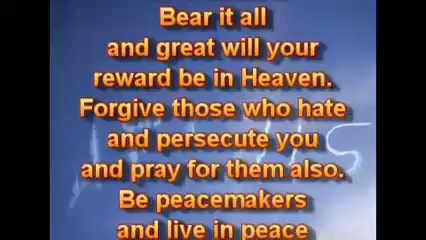 Bear it all
and great will your
reward be in Heaven.
Forgive those who hate
and persecute you
and pray for them also.
Be peacemakers
and live in peace